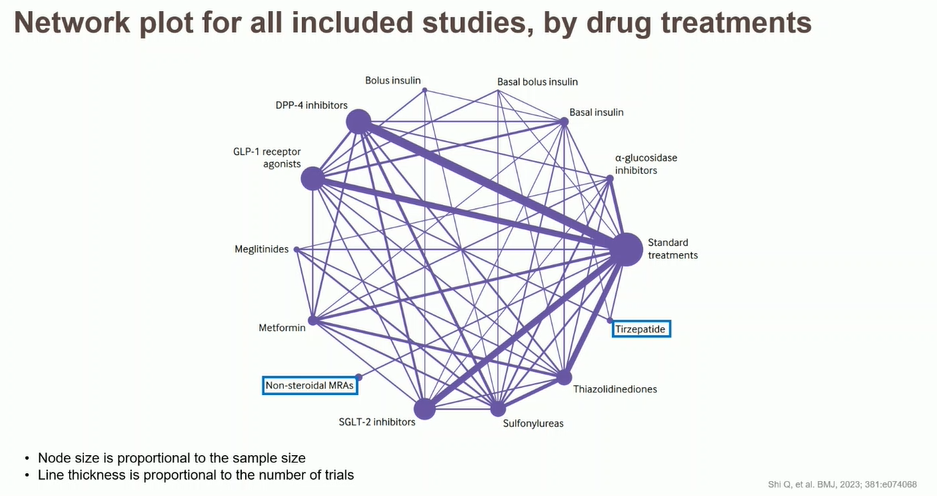 Network plot for all included studies, by drug treatments
Bolus insulin
Basal bolus insulin
DPP-4 inhibitors
Basal insulin
GLP-1 receptor
agonists
α-glucosidase
inhibitors
Meglitinides
Standard
treatments
Metformin
Tirzepatide
Non-steroidal MRAs
Thiazolidinediones
SGLT-2 inhibitors
Sulfonylureas
• Node size is proportional to the sample size
• Line thickness is proportional to the number of trials
Shi Q, et al. BMJ, 2023; 381:e074068